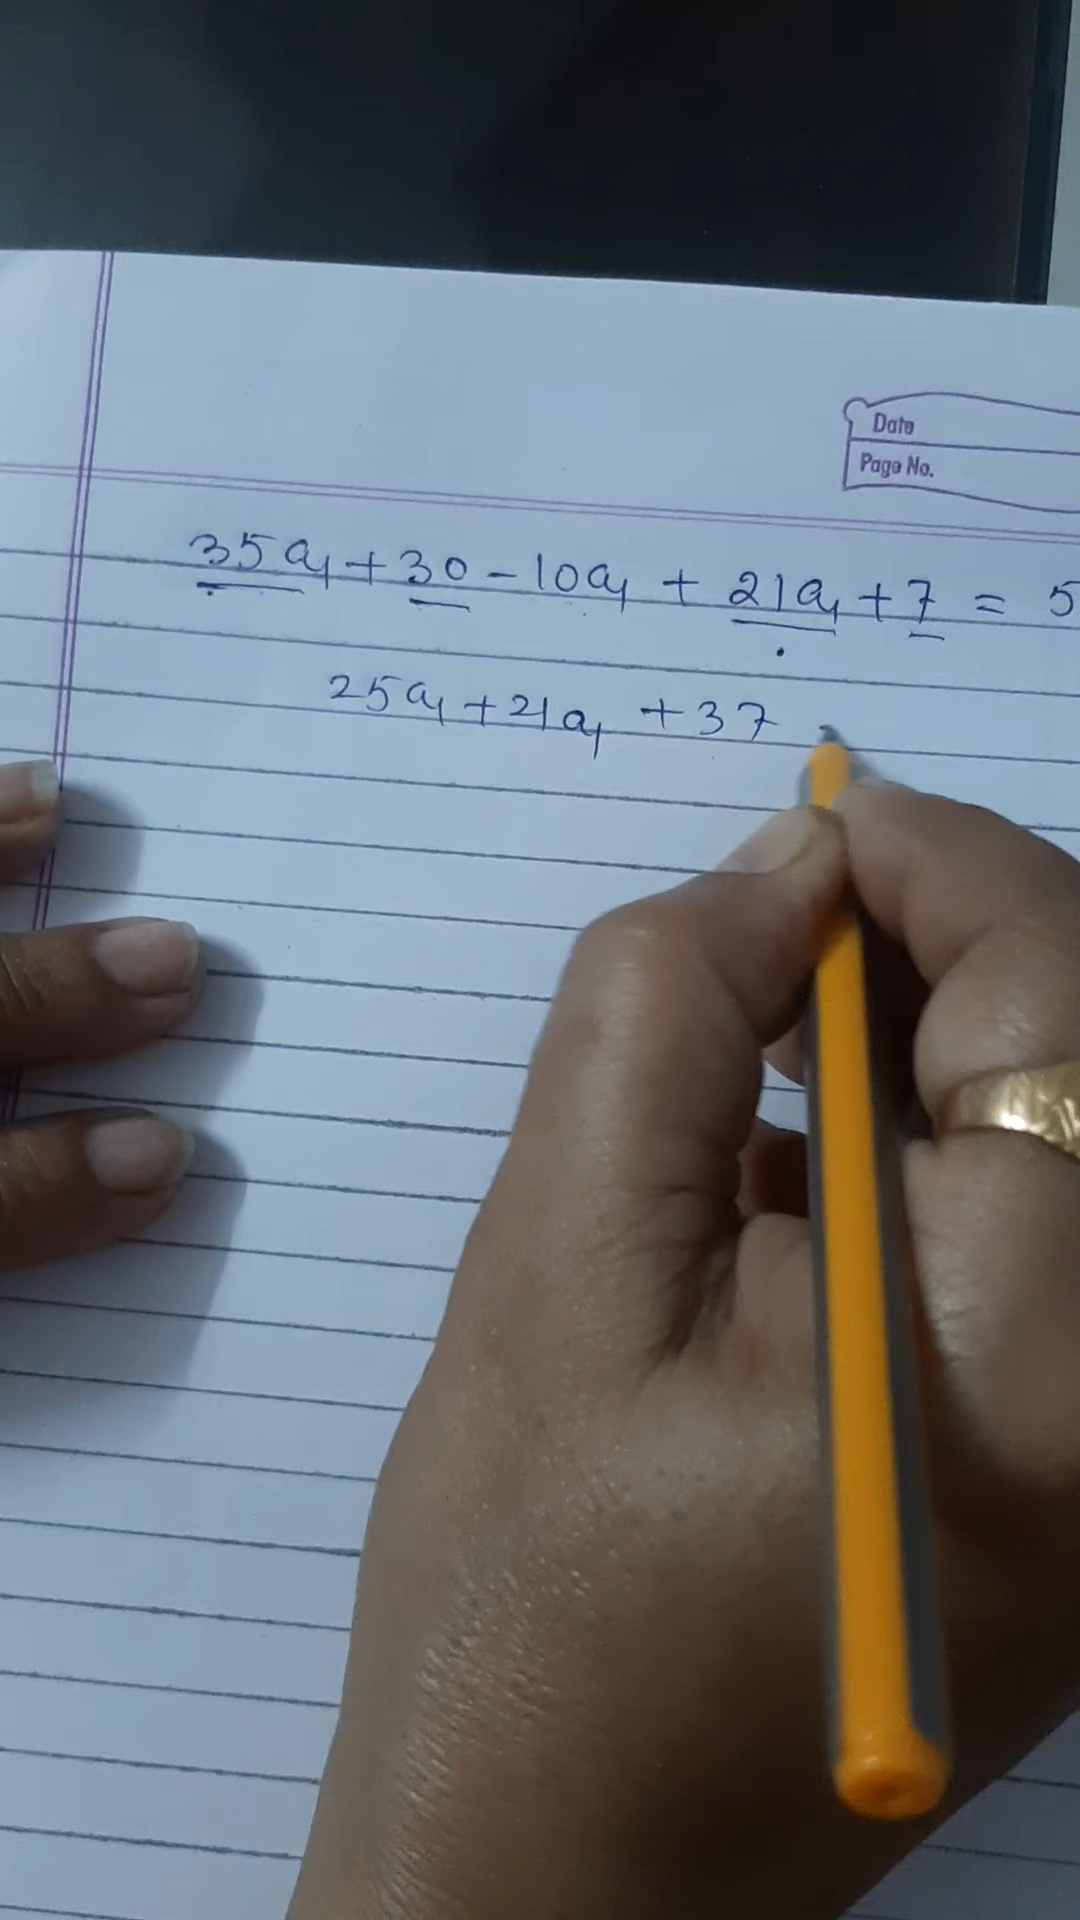 Date
Page No.
35a₁ + 30 - 10a₁ + 21a₁ + 7 = 5
25a₁ + 21a₁ + 37